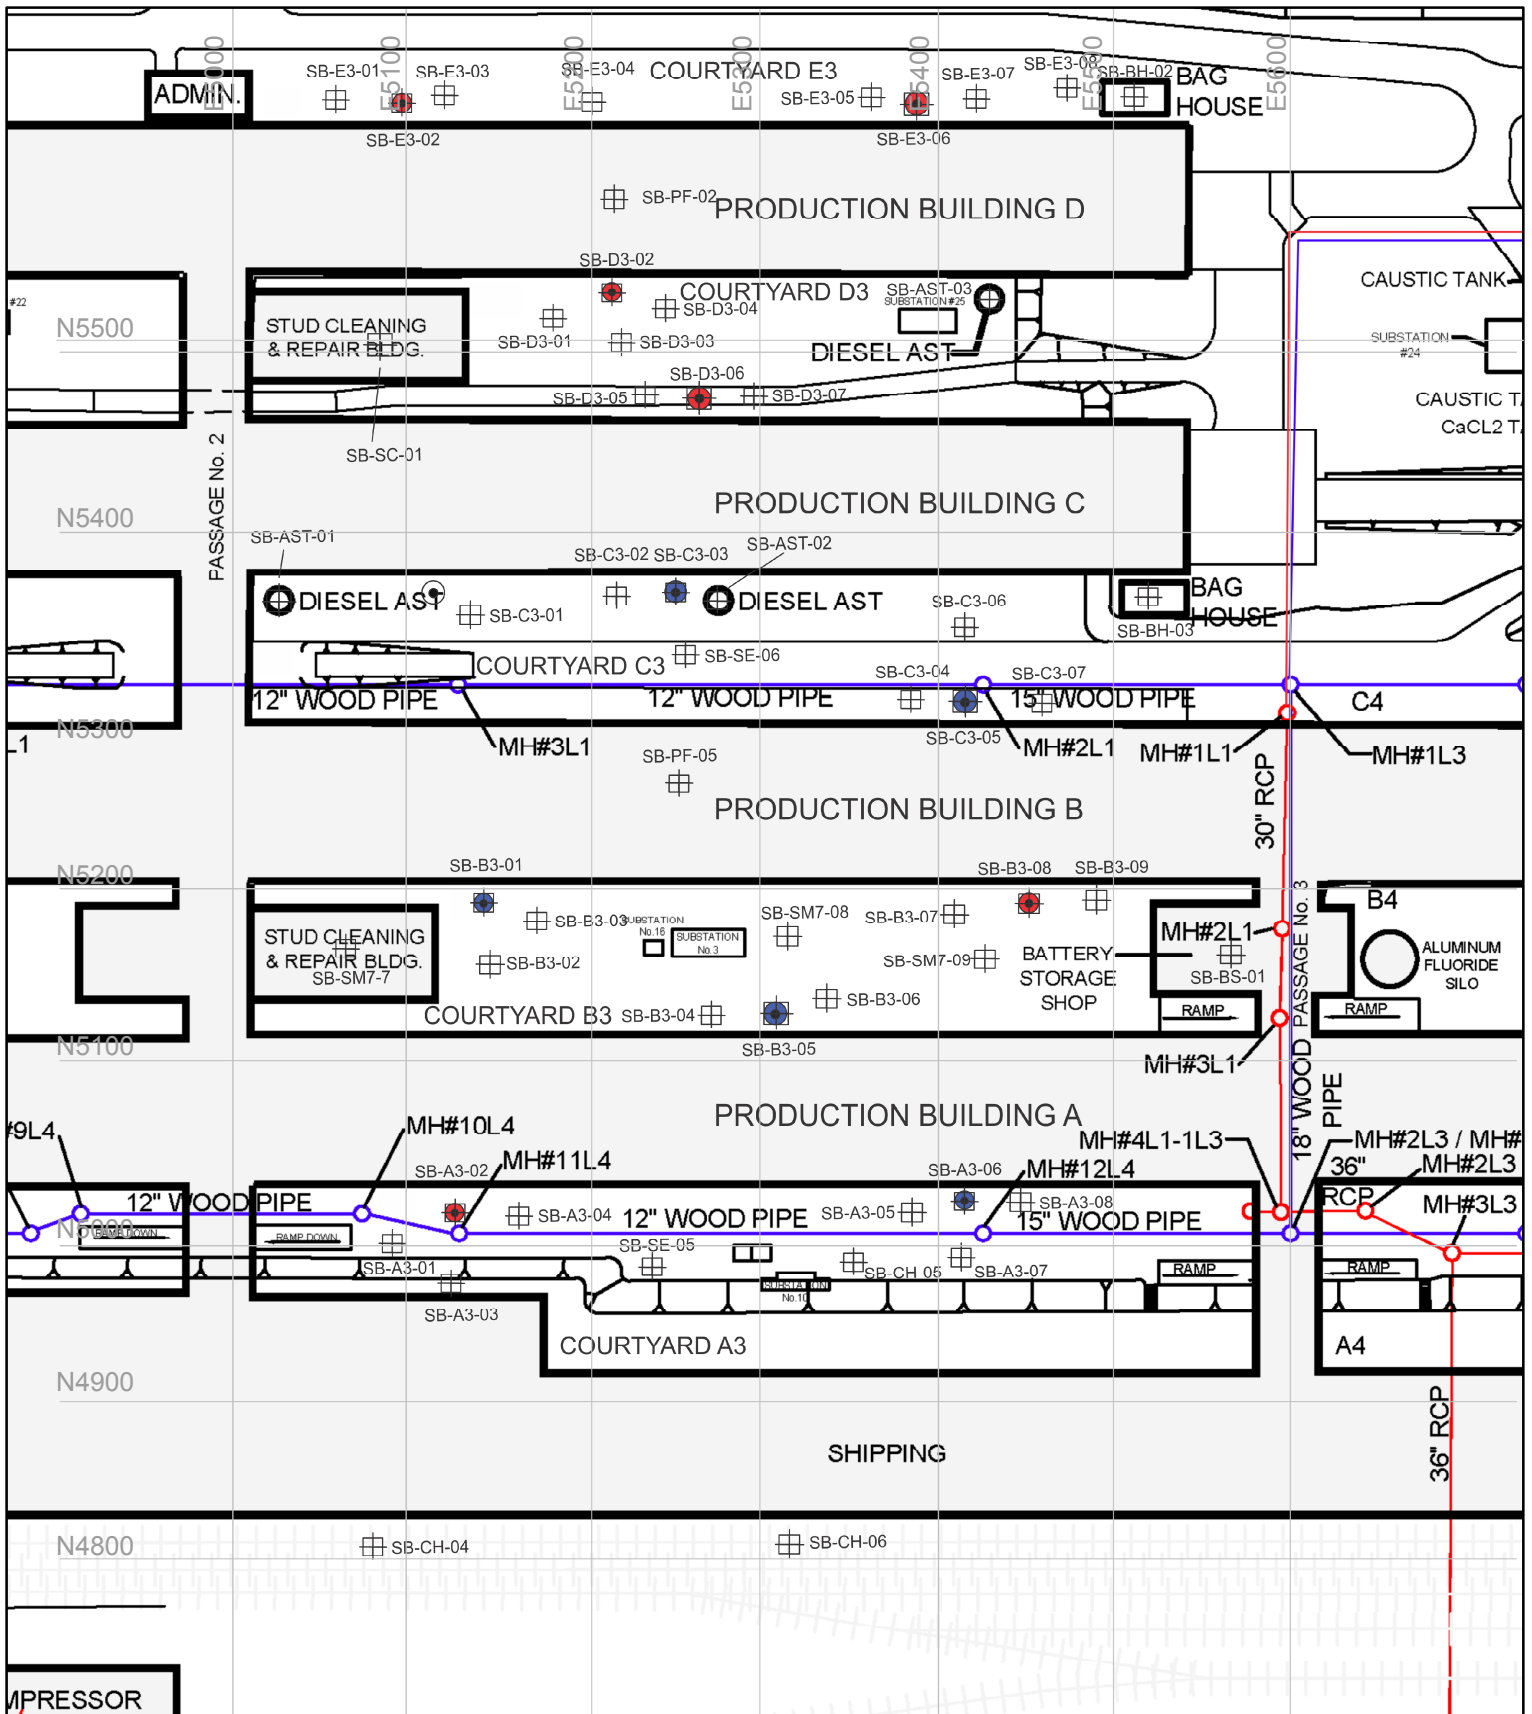 E5000
E5100
E5200
E5300
E5400
E5500
E5600
SB-E3-01
SB-E3-03
SB-E3-04
COURTYARD E3
SB-E3-07
SB-E3-08
SB-BH-02
BAG
HOUSE
ADMIN.
SB-E3-05
SB-E3-02
SB-E3-06
SB-PF-02
PRODUCTION BUILDING D
SB-D3-02
COURTYARD D3
SB-AST-03
SUBSTATION #25
CAUSTIC TANK
#22
SB-D3-04
N5500
STUD CLEANING
& REPAIR BLDG.
SB-D3-01
SB-D3-03
DIESEL AST
SUBSTATION
#24
SB-D3-06
SB-D3-05
SB-D3-07
CAUSTIC T
CaCL2 T
SB-SC-01
PASSAGE No. 2
PRODUCTION BUILDING C
N5400
SB-AST-01
SB-C3-02
SB-C3-03
SB-AST-02
DIESEL AST
DIESEL AST
SB-C3-01
SB-C3-06
BAG
HOUSE
SB-BH-03
SB-SE-06
COURTYARD C3
SB-C3-04
SB-C3-07
12" WOOD PIPE
12" WOOD PIPE
15" WOOD PIPE
C4
N5300
SB-C3-05
L1
MH#3L1
MH#2L1
MH#1L1
MH#1L3
SB-PF-05
30" RCP
PRODUCTION BUILDING B
SB-B3-01
SB-B3-08
SB-B3-09
N5200
B4
SB-B3-03
SUBSTATION
No.16
SUBSTATION
No.3
SB-SM7-08
SB-B3-07
MH#2L1
STUD CLEANING
& REPAIR BLDG.
SB-SM7-7
SB-B3-02
SB-SM7-09
BATTERY
STORAGE
SHOP
SB-BS-01
ALUMINUM
FLUORIDE
SILO
PASSAGE No. 3
COURTYARD B3
SB-B3-04
SB-B3-06
RAMP
RAMP
SB-B3-05
N5100
MH#3L1
18" WOOD
PIPE
PRODUCTION BUILDING A
#9L4
MH#10L4
MH#4L1-1L3
MH#2L3 / MH#
SB-A3-02
MH#11L4
SB-A3-06
MH#12L4
36"
RCP
MH#2L3
12" WOOD PIPE
SB-A3-04
12" WOOD PIPE
SB-A3-05
SB-A3-08
15" WOOD PIPE
MH#3L3
N5000
RAMP DOWN
RAMP DOWN
SB-SE-05
SB-A3-01
SB-CH 05
SB-A3-07
RAMP
RAMP
SUBSTATION
No.10
SB-A3-03
COURTYARD A3
A4
N4900
36" RCP
SHIPPING
N4800
SB-CH-04
SB-CH-06
MPRESSOR